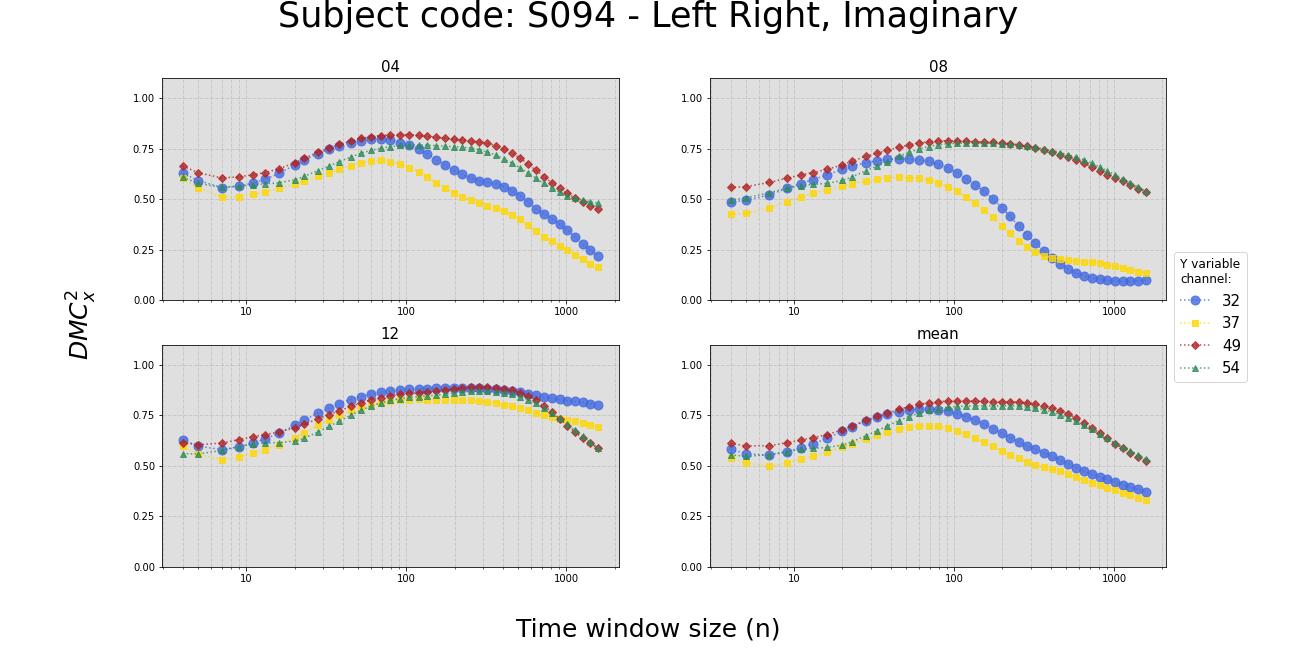 Subject code: S094 - Left Right, Imaginary
04
1.00
0.75
0.50
0.25
0.00
10 100 1000
08
1.00
0.75
0.50
0.25
0.00
10 100 1000
12
1.00
0.75
0.50
0.25
0.00
10 100 1000
mean
1.00
0.75
0.50
0.25
0.00
10 100 1000
DMC²ₓ
Time window size (n)
Y variable
channel:
32
37
49
54